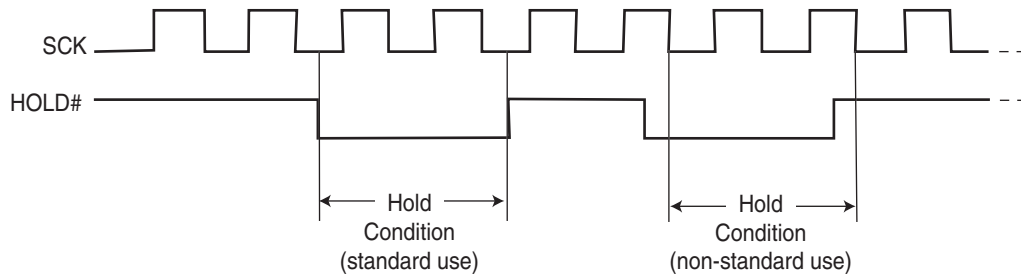 SCK
HOLD#
Hold
Condition
(standard use)
Hold
Condition
(non-standard use)